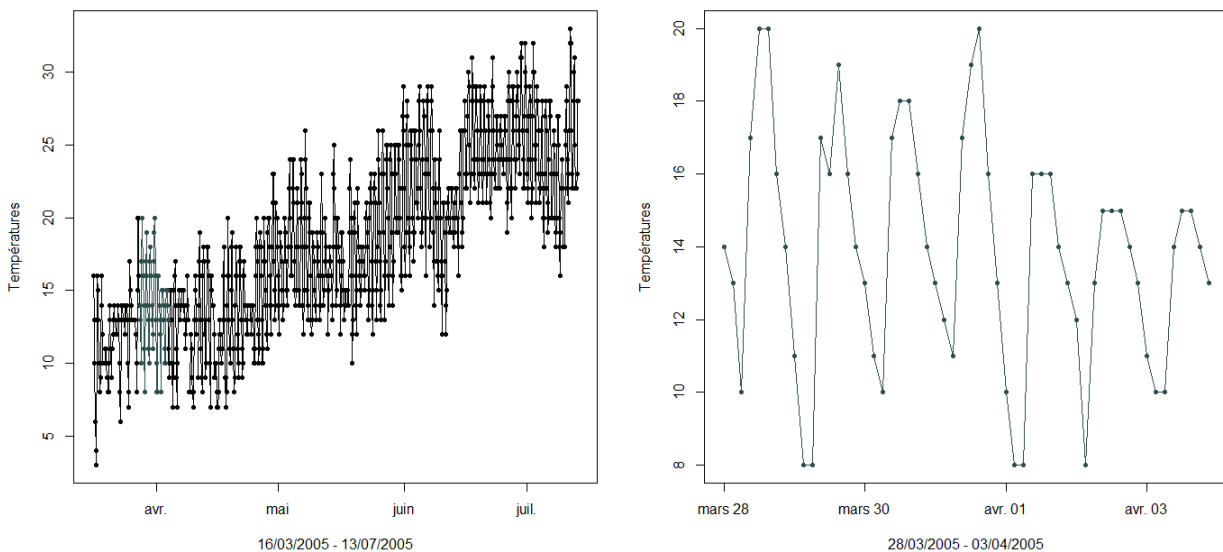 Températures
30
25
20
15
10
5
avr.
mai
juin
juil.
16/03/2005 - 13/07/2005
Températures
20
18
16
14
12
10
8
mars 28
mars 30
avr. 01
avr. 03
28/03/2005 - 03/04/2005